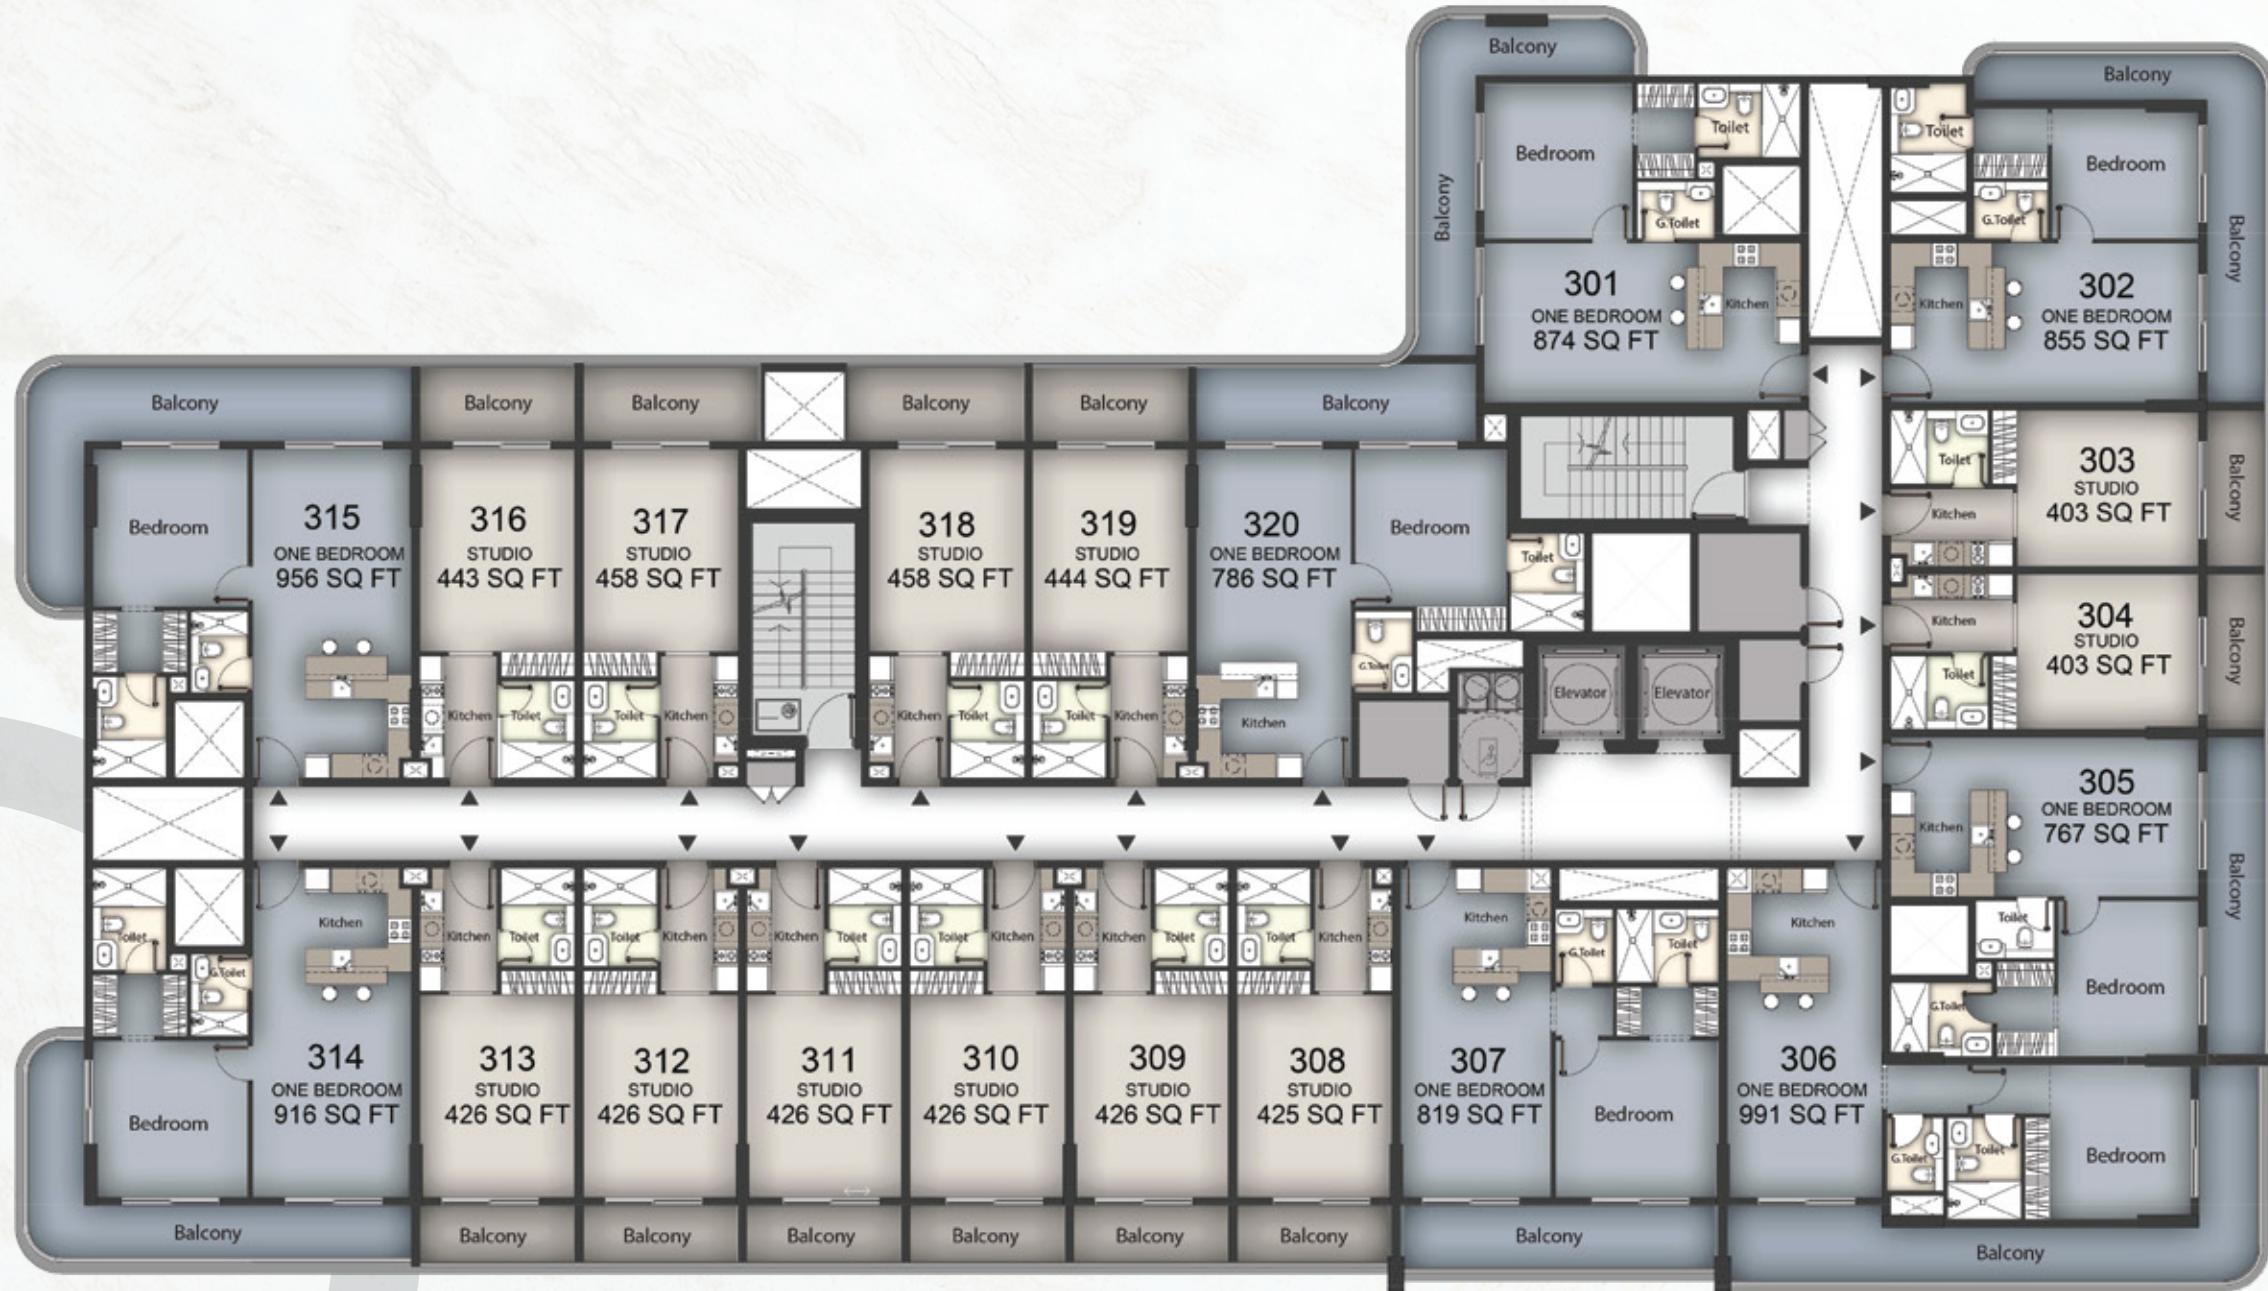 Balcony
Balcony
Toilet
Toilet
Bedroom
Bedroom
Balcony
G.Toilet
G.Toilet
Balcony
301
ONE BEDROOM
874 SQ FT
Kitchen
Kitchen
302
ONE BEDROOM
855 SQ FT
Balcony
Balcony
Balcony
Balcony
Balcony
Balcony
Toilet
303
STUDIO
403 SQ FT
Balcony
Kitchen
Bedroom
315
ONE BEDROOM
956 SQ FT
316
STUDIO
443 SQ FT
317
STUDIO
458 SQ FT
318
STUDIO
458 SQ FT
319
STUDIO
444 SQ FT
320
ONE BEDROOM
786 SQ FT
Bedroom
Toilet
Kitchen
304
STUDIO
403 SQ FT
Balcony
Toilet
G.Toilet
Elevator
Elevator
Kitchen
Toilet
Toilet
Kitchen
Kitchen
Toilet
Toilet
Kitchen
Kitchen
305
ONE BEDROOM
767 SQ FT
Kitchen
Balcony
Toilet
G.Toilet
Kitchen
Kitchen
Toilet
Toilet
Kitchen
Kitchen
Toilet
Toilet
Kitchen
Kitchen
Toilet
Toilet
Kitchen
Kitchen
G.Toilet
Toilet
Kitchen
Toilet
Bedroom
G.Toilet
314
ONE BEDROOM
916 SQ FT
313
STUDIO
426 SQ FT
312
STUDIO
426 SQ FT
311
STUDIO
426 SQ FT
310
STUDIO
426 SQ FT
309
STUDIO
426 SQ FT
308
STUDIO
425 SQ FT
307
ONE BEDROOM
819 SQ FT
306
ONE BEDROOM
991 SQ FT
Bedroom
Bedroom
G.Toilet
Toilet
Bedroom
Balcony
Balcony
Balcony
Balcony
Balcony
Balcony
Balcony
Balcony
Balcony